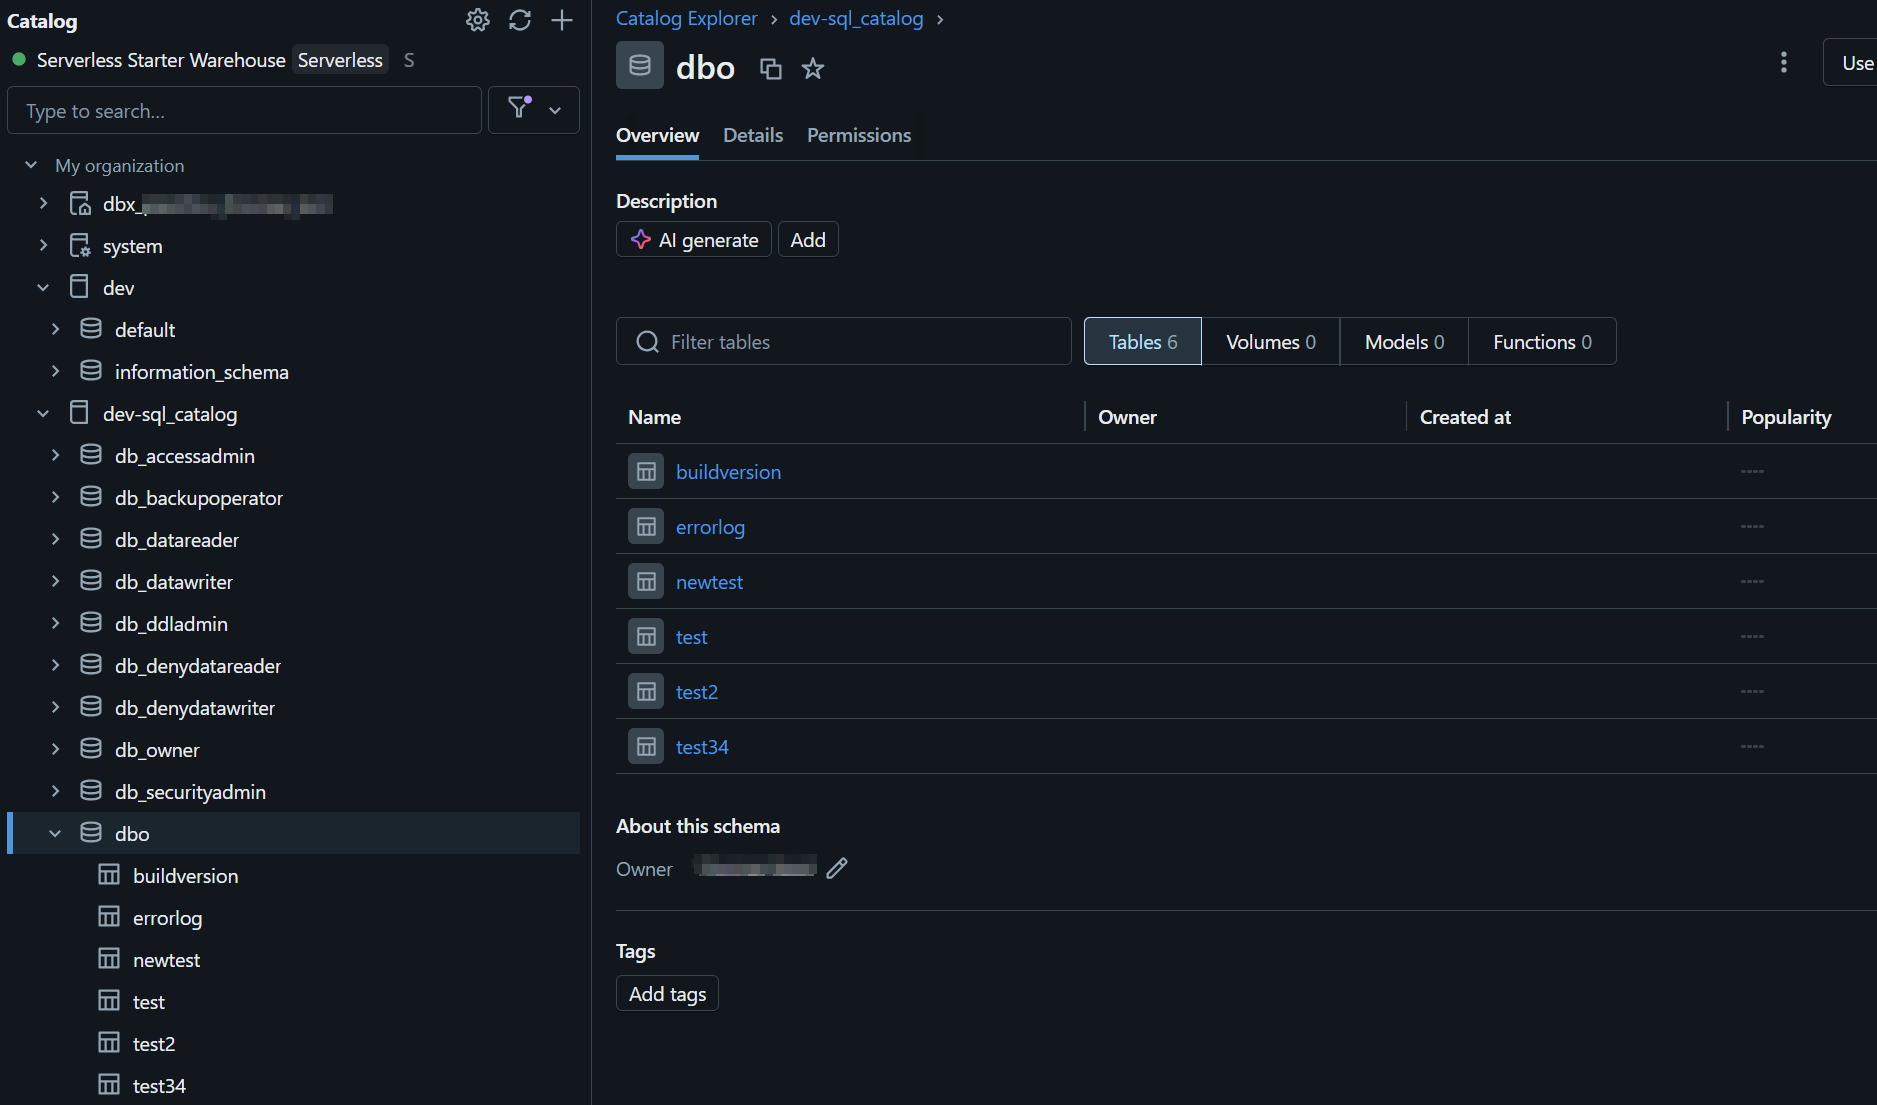 Catalog
Serverless Starter Warehouse Serverless S
Type to search...
My organization
dbx_
system
dev
default
information_schema
dev-sql_catalog
db_accessadmin
db_backupoperator
db_datareader
db_datawriter
db_ddladmin
db_denydatareader
db_denydatawriter
db_owner
db_securityadmin
dbo
buildversion
errorlog
newtest
test
test2
test34
Catalog Explorer › dev-sql_catalog ›
dbo
Use
Overview Details Permissions
Description
AI generate Add
Filter tables Tables 6 Volumes 0 Models 0 Functions 0
Name Owner Created at Popularity
buildversion
errorlog
newtest
test
test2
test34
About this schema
Owner
Tags
Add tags